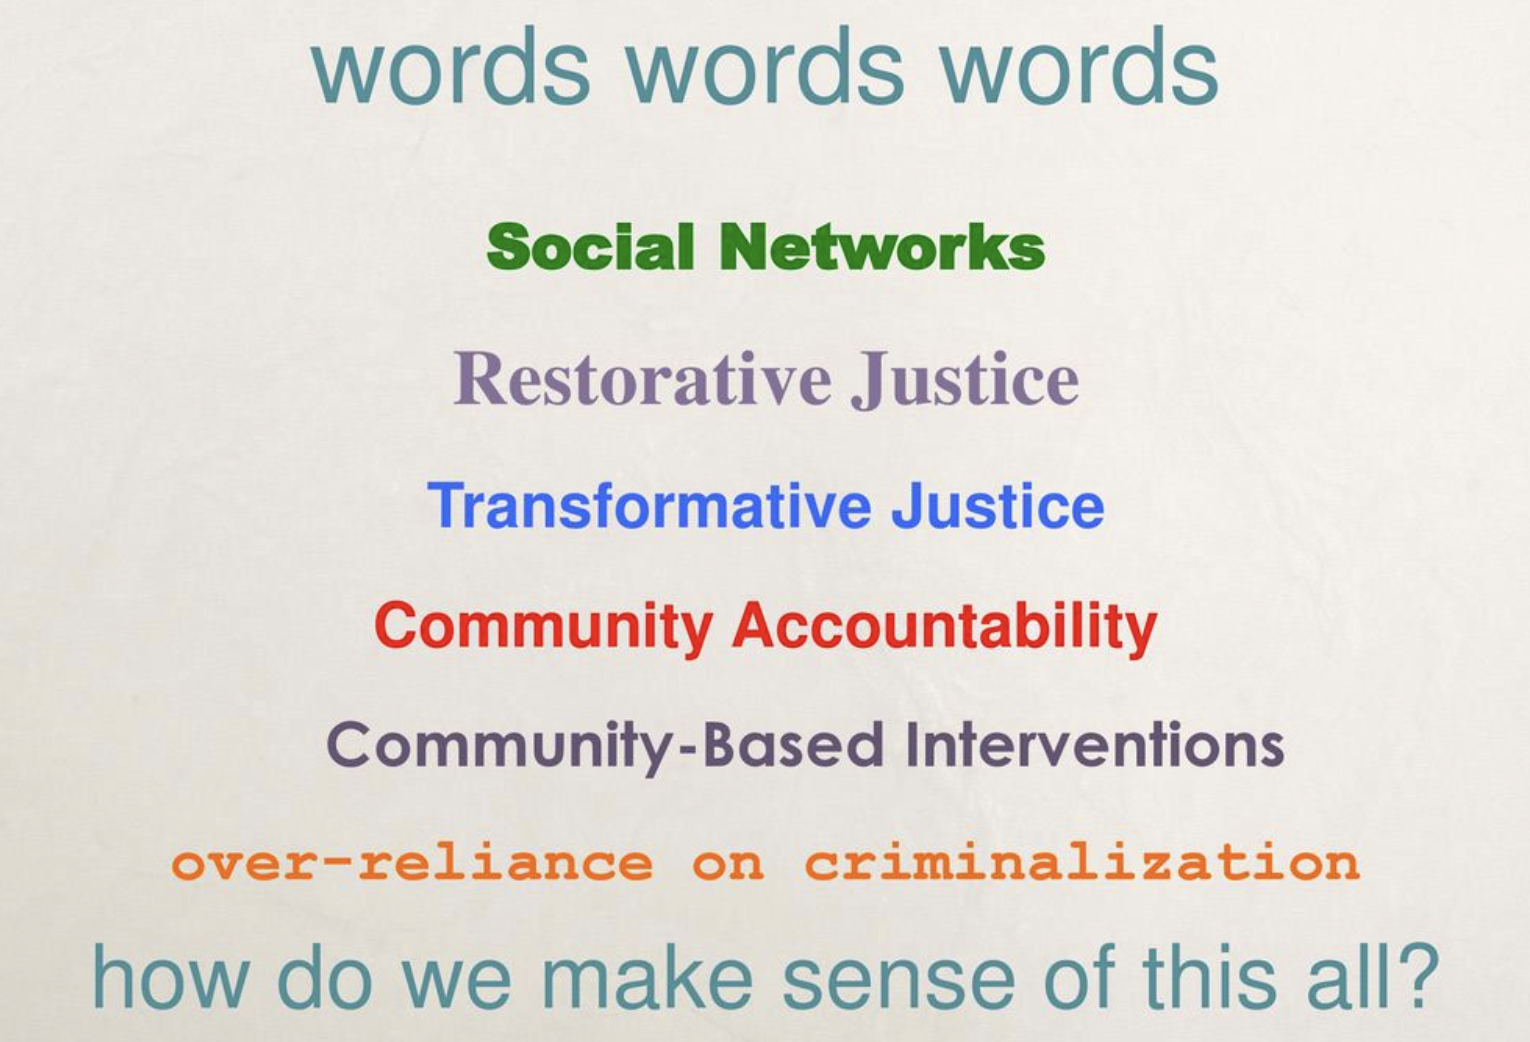 words words words
Social Networks
Restorative Justice
Transformative Justice
Community Accountability
Community-Based Interventions
over-reliance on criminalization
how do we make sense of this all?